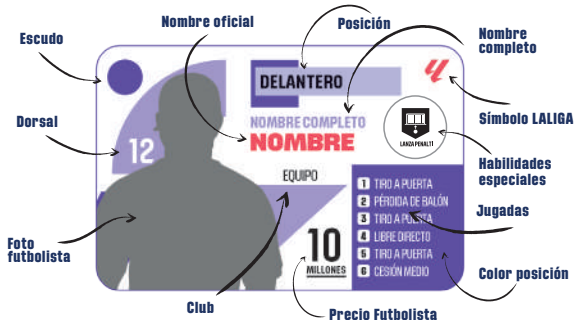 Nombre oficial
Posición
Nombre
completo
Escudo
DELANTERO
Símbolo LALIGA
Dorsal
12
NOMBRE COMPLETO
NOMBRE
LANZA PENALTI
Habilidades
especiales
EQUIPO
1 TIRO A PUERTA
2 PÉRDIDA DE BALÓN
3 TIRO A PUERTA
4 LIBRE DIRECTO
5 TIRO A PUERTA
6 CESIÓN MEDIO
Jugadas
Foto
futbolista
10
MILLONES
Color posición
Club
Precio Futbolista